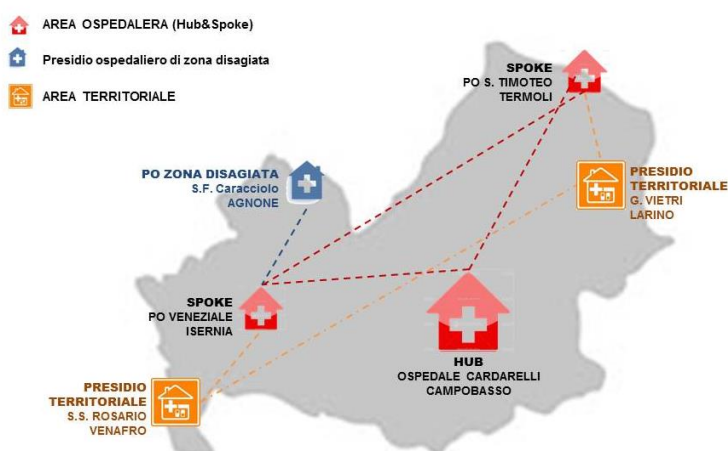 AREA OSPEDALERA (Hub&Spoke)
Presidio ospedaliero di zona disagiata
AREA TERRITORIALE
SPOKE
PO S. TIMOTEO
TERMOLI
PO ZONA DISAGIATA
S.F. Caracciolo
AGNONE
PRESIDIO
TERRITORIALE
G. VIETRI
LARINO
SPOKE
PO VENEZIALE
ISERNIA
HUB
OSPEDALE CARDARELLI
CAMPOBASSO
PRESIDIO
TERRITORIALE
S.S. ROSARIO
VENAFRO